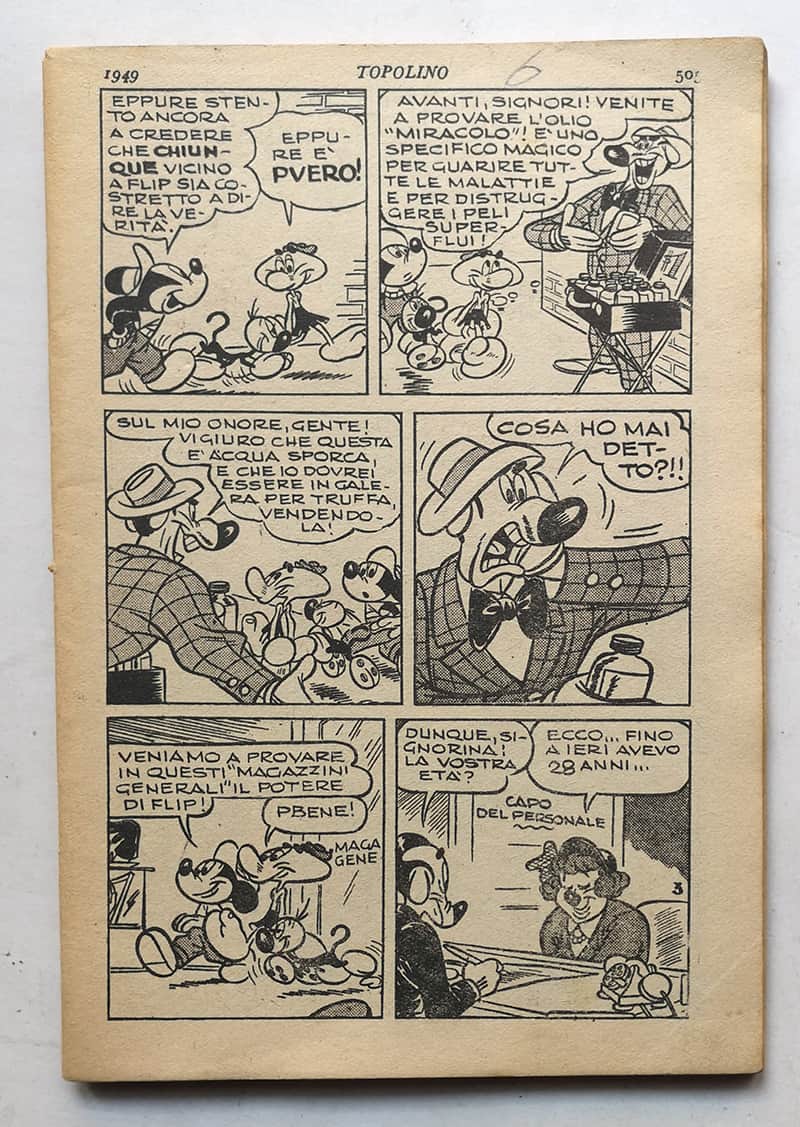 1949
TOPOLINO
6
EPPURE STEN-
TO ANCORA
A CREDERE
CHE CHIUN-
QUE VICINO
A FLIP SIA CO-
STRETTO A DI-
RE LA VE-
RITÀ.
EPPU-
RE È
PVERO!
AVANTI, SIGNORI! VENITE
A PROVARE L'OLIO
"MIRACOLO"! E' UNO
SPECIFICO MAGICO
PER GUARIRE TUT-
TE LE MALATTIE
E PER DISTRUG-
GERE I PELI
SUPER-
FLUI!
SUL MIO ONORE, GENTE!
VI GIURO CHE QUESTA
E' ACQUA SPORCA,
E CHE IO DOVREI
ESSERE IN GALE-
RA PER TRUFFA,
VENDENDO-
LA!
COSA HO MAI
DET-
TO?!!
VENIAMO A PROVARE
IN QUESTI "MAGAZZINI
GENERALI" IL POTERE
DI FLIP!
PBENE!
MAGA
GENE
DUNQUE, SI-
GNORINA!
LA VOSTRA
ETÀ?
ECCO... FINO
A IERI AVEVO
28 ANNI...
CAPO
DEL PERSONALE
3